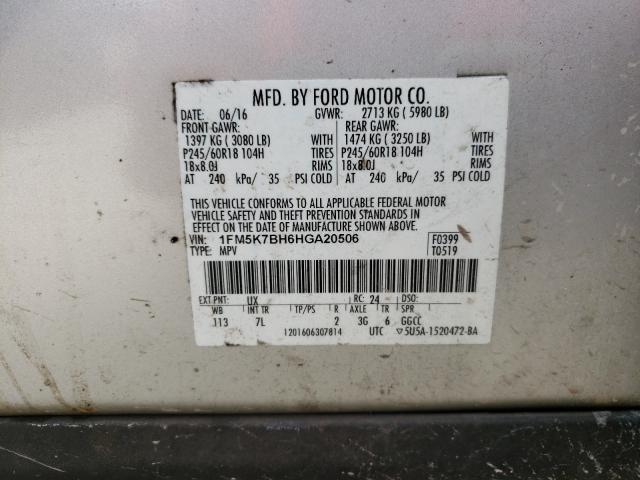 MFD. BY FORD MOTOR CO.
DATE: 06/16 GVWR: 2713 KG ( 5980 LB)
FRONT GAWR: REAR GAWR:
1397 KG ( 3080 LB) WITH 1474 KG ( 3250 LB) WITH
P245/60R18 104H TIRES P245/60R18 104H TIRES
18x8.0J RIMS 18x8.0J RIMS
AT 240 kPa/ 35 PSI COLD AT 240 kPa/ 35 PSI COLD
THIS VEHICLE CONFORMS TO ALL APPLICABLE FEDERAL MOTOR
VEHICLE SAFETY AND THEFT PREVENTION STANDARDS IN EFFECT
ON THE DATE OF MANUFACTURE SHOWN ABOVE.
VIN: 1FM5K7BH6HGA20506 F0399
TYPE: MPV T0519
EXT PNT: UX RC: 24 DSO:
WB INT TR TP/PS R AXLE TR SPR
113 7L 2 3G 6 GGCC
1201606307814 UTC ▽5U5A-1520472-BA